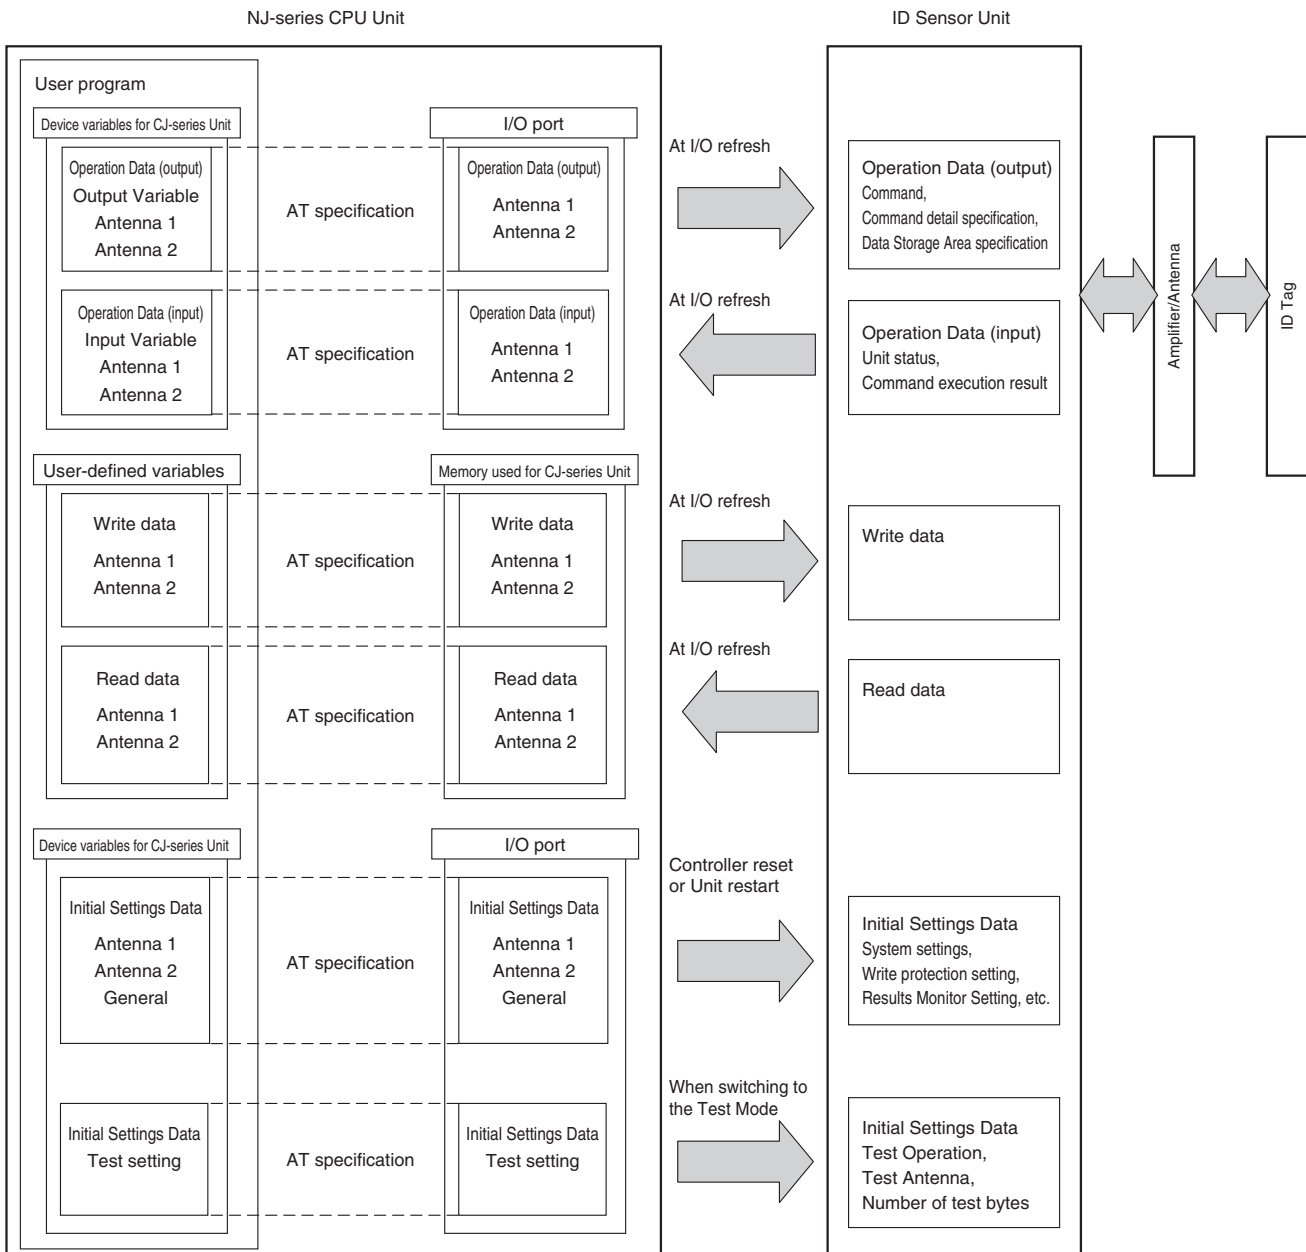 NJ-series CPU Unit
ID Sensor Unit
User program
Device variables for CJ-series Unit
I/O port
Operation Data (output)
Output Variable
Antenna 1
Antenna 2
AT specification
Operation Data (output)
Antenna 1
Antenna 2
At I/O refresh
Operation Data (output)
Command,
Command detail specification,
Data Storage Area specification
Operation Data (input)
Input Variable
Antenna 1
Antenna 2
AT specification
Operation Data (input)
Antenna 1
Antenna 2
At I/O refresh
Operation Data (input)
Unit status,
Command execution result
Amplifier/Antenna
ID Tag
User-defined variables
Memory used for CJ-series Unit
Write data
Antenna 1
Antenna 2
AT specification
Write data
Antenna 1
Antenna 2
At I/O refresh
Write data
Read data
Antenna 1
Antenna 2
AT specification
Read data
Antenna 1
Antenna 2
At I/O refresh
Read data
Device variables for CJ-series Unit
I/O port
Initial Settings Data
Antenna 1
Antenna 2
General
AT specification
Initial Settings Data
Antenna 1
Antenna 2
General
Controller reset
or Unit restart
Initial Settings Data
System settings,
Write protection setting,
Results Monitor Setting, etc.
Initial Settings Data
Test setting
AT specification
Initial Settings Data
Test setting
When switching to
the Test Mode
Initial Settings Data
Test Operation,
Test Antenna,
Number of test bytes